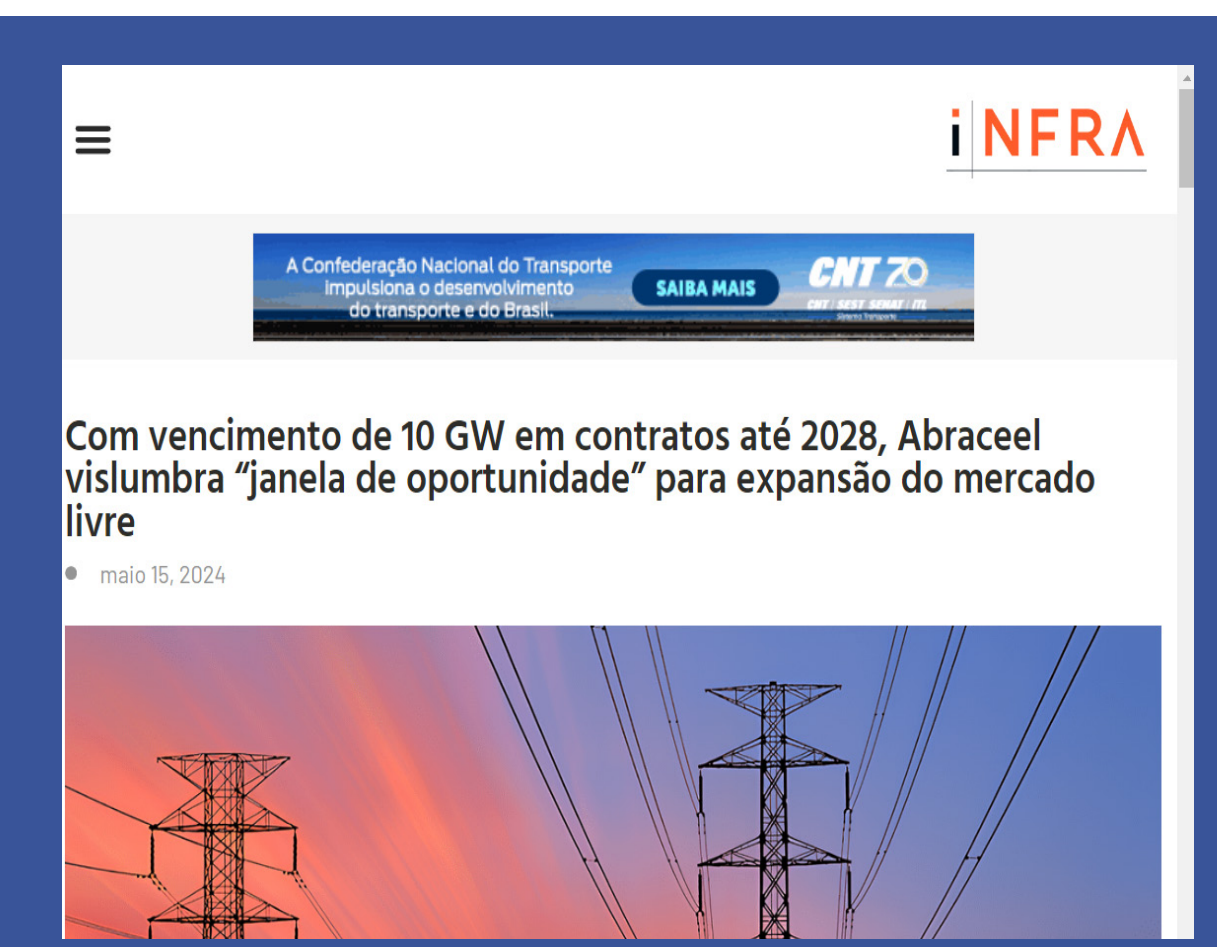 iNFRA
A Confederação Nacional do Transporte
impulsiona o desenvolvimento
do transporte e do Brasil.
SAIBA MAIS
CNT 70
CNT | SEST SENAT | ITL
Sistema Transporte
Com vencimento de 10 GW em contratos até 2028, Abraceel
vislumbra “janela de oportunidade” para expansão do mercado
livre
maio 15, 2024